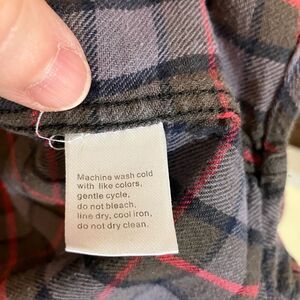 Machine wash cold
with like colors,
gentle cycle,
do not bleach,
line dry, cool iron,
do not dry clean.